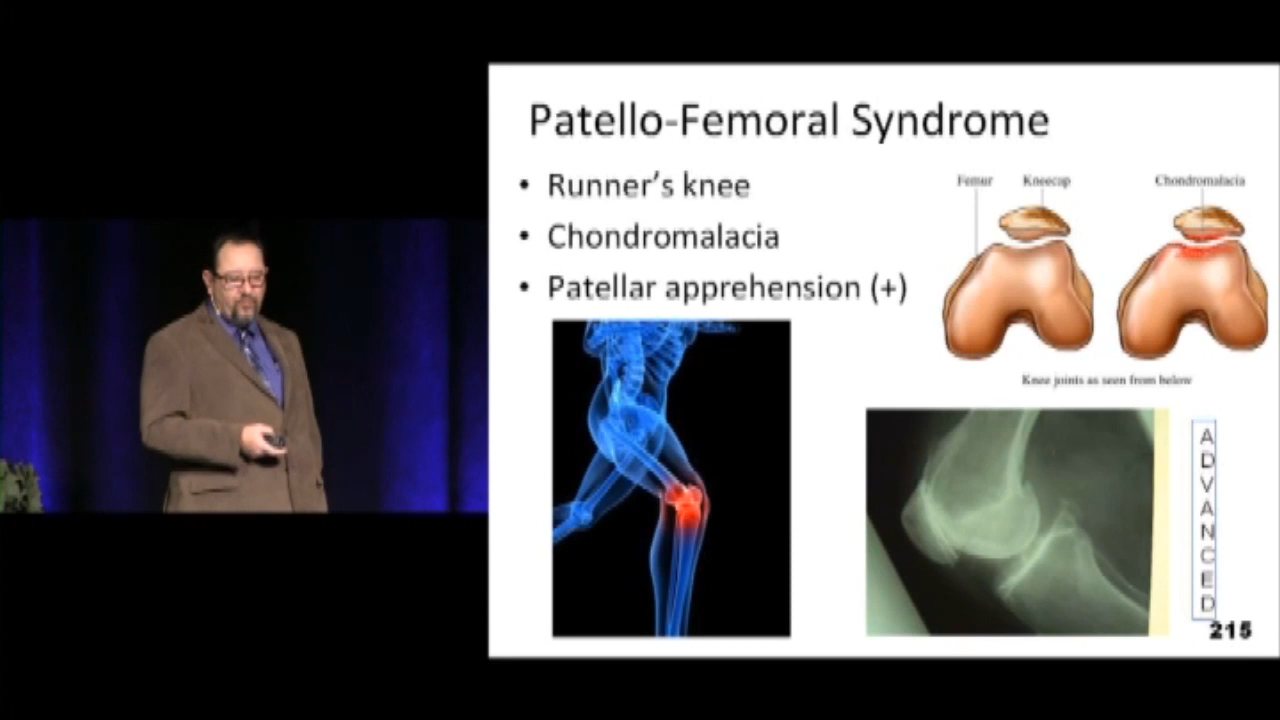 Patello-Femoral Syndrome
• Runner's knee
• Chondromalacia
• Patellar apprehension (+)
Femur Kneecap Chondromalacia
Knee joints as seen from below
A
D
V
A
N
C
E
D
215